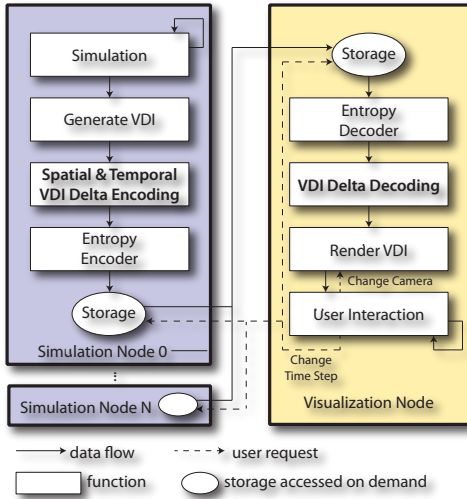 Simulation
Generate VDI
Spatial & Temporal
VDI Delta Encoding
Entropy
Encoder
Storage
Simulation Node 0
Simulation Node N
Storage
Entropy
Decoder
VDI Delta Decoding
Render VDI
Change Camera
User Interaction
Change
Time Step
Visualization Node
data flow
user request
function
storage accessed on demand